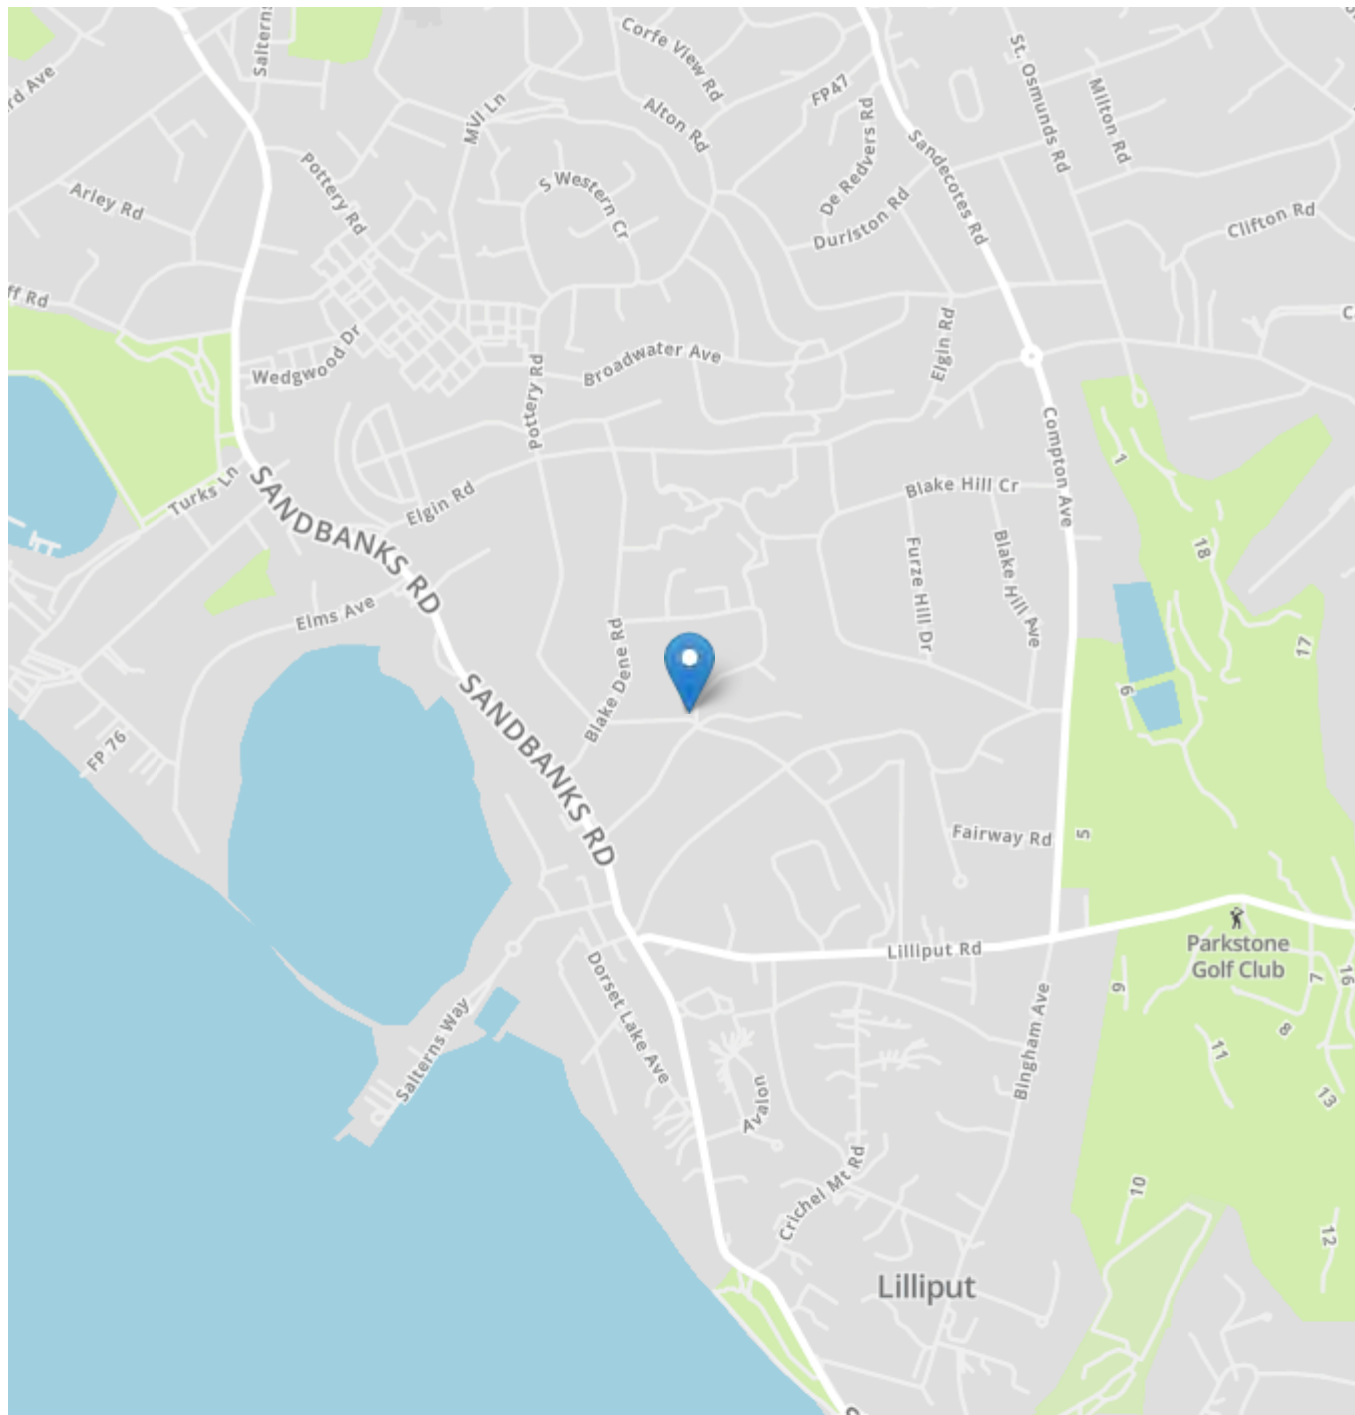 Salterns
Corfe View Rd
St. Osmunds Rd
rd Ave
FP47
Milton Rd
Mill Ln
Alton Rd
De Redvers Rd
Sandecotes Rd
Pottery Rd
Arley Rd
S Western Cr
Durlston Rd
Clifton Rd
ff Rd
Wedgwood Dr
Broadwater Ave
Elgin Rd
Pottery Rd
Compton Ave
1
Turks Ln
Elgin Rd
Blake Hill Cr
SANDBANKS RD
18
Furze Hill Dr
Blake Hill Ave
Elms Ave
Blake Dene Rd
17
6
SANDBANKS RD
FP 76
Fairway Rd
5
Lilliput Rd
Parkstone
Golf Club
Dorset Lake Ave
9
7
16
Salterns Way
Bingham Ave
8
11
Avalon
13
Crichel Mt Rd
10
12
Lilliput